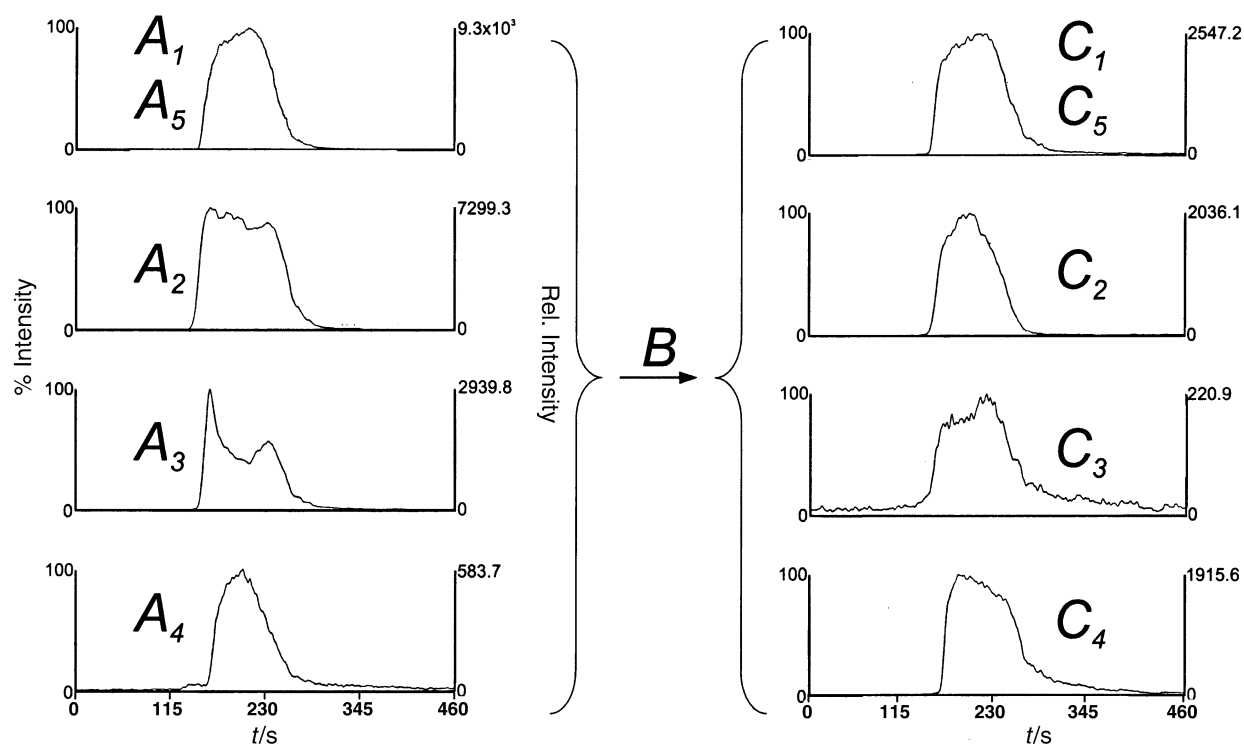 100 A1 9.3x10³
A5
0 0
100 A2 7299.3
0 0
100 A3 2939.8
0 0
100 A4 583.7
0 0
0 115 230 345 460
t/s
% Intensity
Rel. Intensity
B
100 C1 2547.2
C5
0 0
100 C2 2036.1
0 0
100 C3 220.9
0 0
100 C4 1915.6
0 0
0 115 230 345 460
t/s